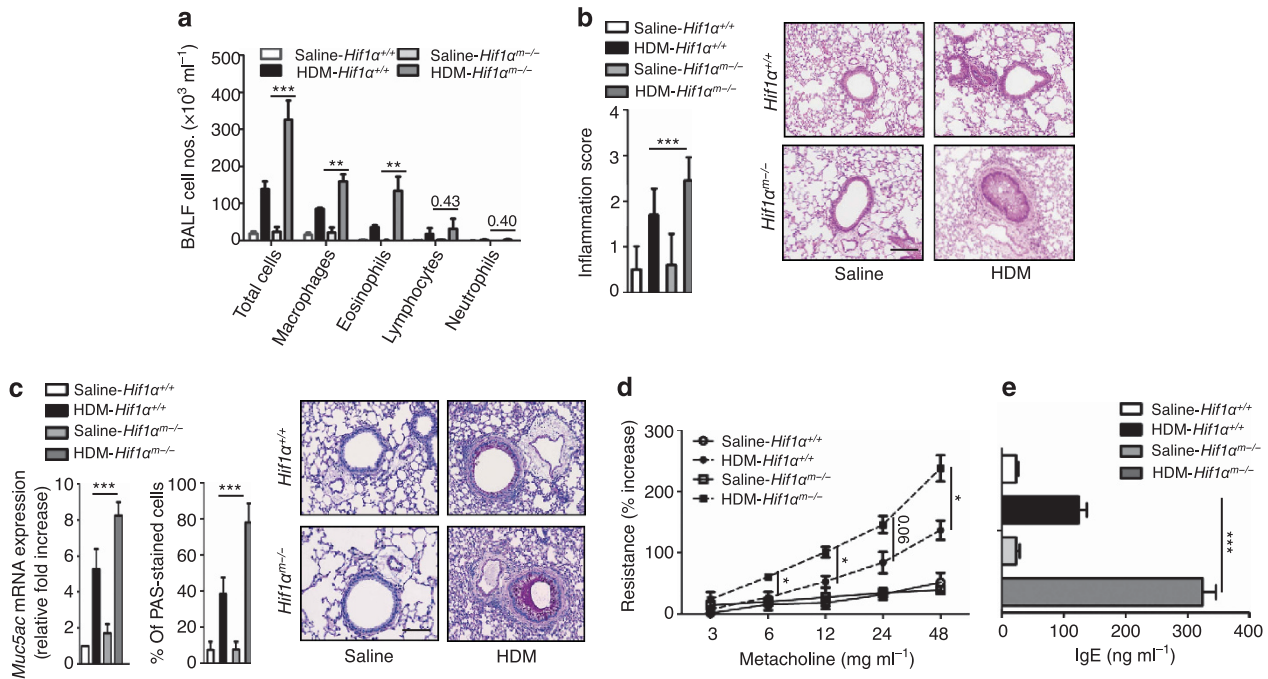 a
Saline-Hif1α+/+
Saline-Hif1αm−/−
HDM-Hif1α+/+
HDM-Hif1αm−/−
BALF cell nos. (×10³ ml⁻¹)
500
400
300
200
100
0
***
**
**
0.43
0.40
Total cells
Macrophages
Eosinophils
Lymphocytes
Neutrophils
b
Saline-Hif1α+/+
HDM-Hif1α+/+
Saline-Hif1αm−/−
HDM-Hif1αm−/−
Inflammation score
4
3
2
1
0
***
Hif1α+/+
Hif1αm−/−
Saline
HDM
c
Saline-Hif1α+/+
HDM-Hif1α+/+
Saline-Hif1αm−/−
HDM-Hif1αm−/−
Muc5ac mRNA expression
(relative fold increase)
10
8
6
4
2
0
***
% Of PAS-stained cells
100
80
60
40
20
0
***
Hif1α+/+
Hif1αm−/−
Saline
HDM
d
Saline-Hif1α+/+
HDM-Hif1α+/+
Saline-Hif1αm−/−
HDM-Hif1αm−/−
Resistance (% increase)
300
200
100
0
*
*
0.06
*
3
6
12
24
48
Metacholine (mg ml⁻¹)
e
Saline-Hif1α+/+
HDM-Hif1α+/+
Saline-Hif1αm−/−
HDM-Hif1αm−/−
***
0
100
200
300
400
IgE (ng ml⁻¹)